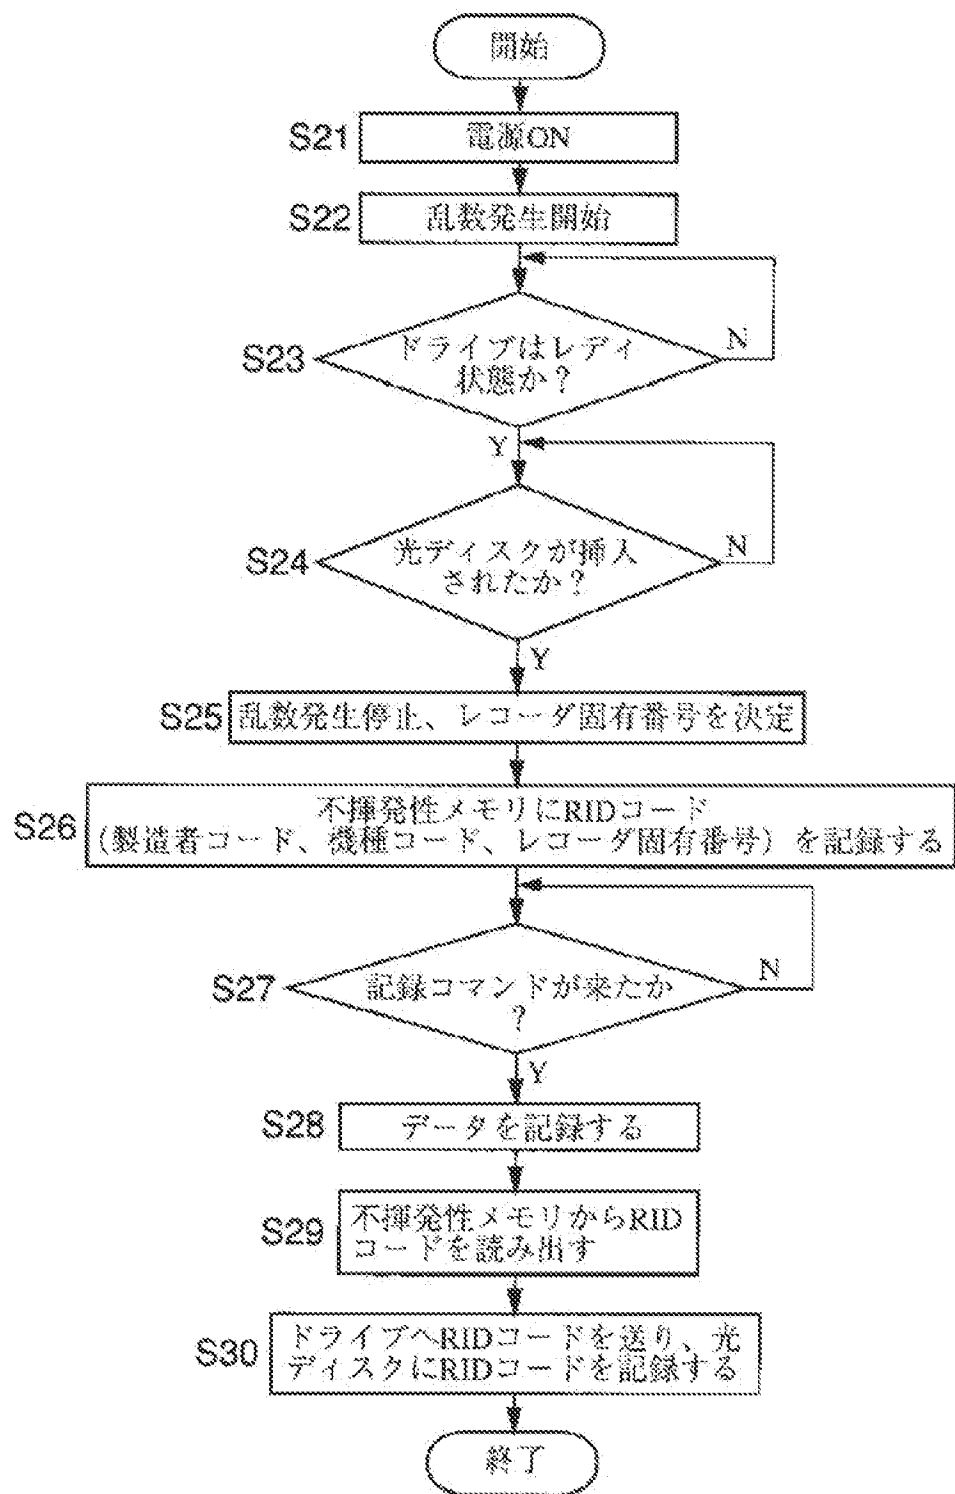 開始
S21 電源ON
S22 乱数発生開始
S23 ドライブはレディ
状態か?
N
Y
S24 光ディスクが挿入
されたか?
N
Y
S25 乱数発生停止、レコーダ固有番号を決定
S26 不揮発性メモリにRIDコード
(製造者コード、機種コード、レコーダ固有番号)を記録する
S27 記録コマンドが来たか
?
N
Y
S28 データを記録する
S29 不揮発性メモリからRID
コードを読み出す
S30 ドライブへRIDコードを送り、光
ディスクにRIDコードを記録する
終了